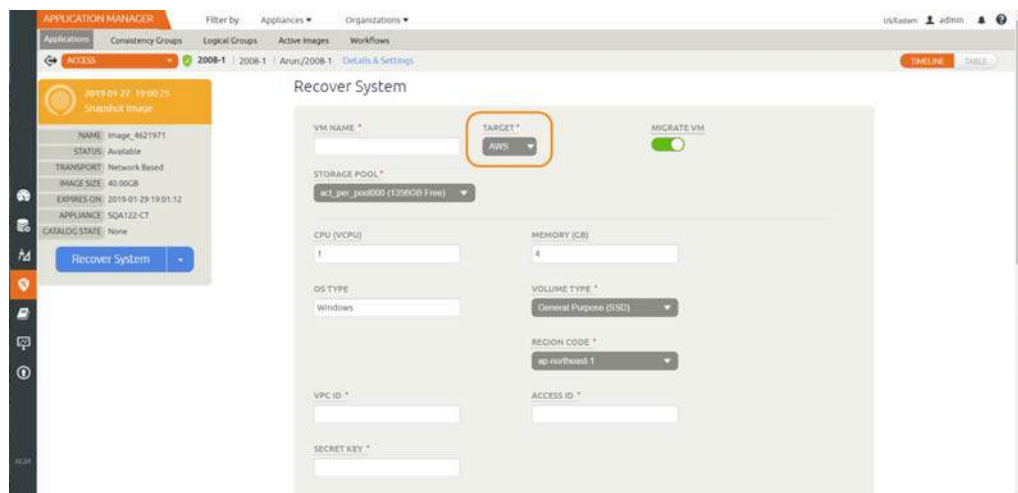 APPLICATION MANAGER Filter by Appliances Organizations US/Eastern admin
Applications Consistency Groups Logical Groups Active Images Workflows
ACCESS 2008-1 | 2008-1 | Arun:/2008-1 Details & Settings TIMELINE TABLE
Recover System
2019-01-27 19:00:25
Snapshot Image
NAME Image_4621971
STATUS Available
TRANSPORT Network Based
IMAGE SIZE 40.00GB
EXPIRES ON 2019-01-29 19:01:12
APPLIANCE SQA122-CT
CATALOG STATE None
Recover System
VM NAME * TARGET * MIGRATE VM
AWS
STORAGE POOL *
act_per_pool000 (1356GB Free)
CPU (VCPU) MEMORY (GB)
1 4
OS TYPE VOLUME TYPE *
Windows General Purpose (SSD)
REGION CODE *
ap-northeast-1
VPC ID * ACCESS ID *
SECRET KEY *
AGM